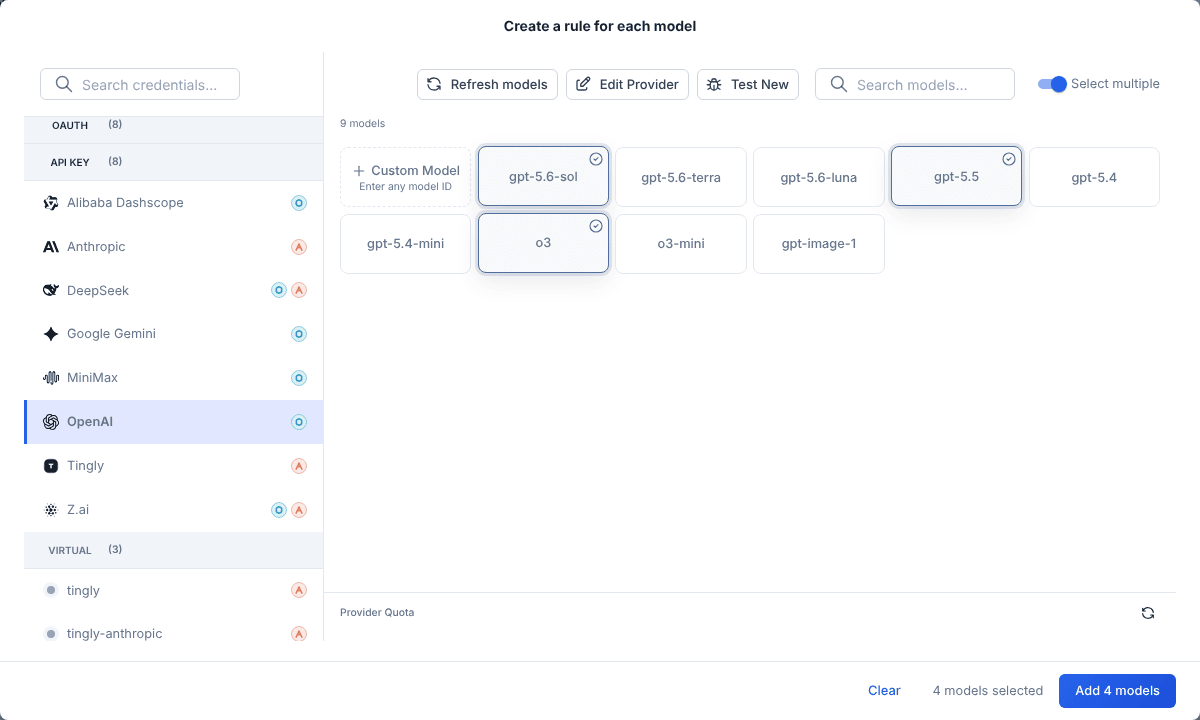 Create a rule for each model
Search credentials...
Refresh models
Edit Provider
Test New
Search models...
Select multiple
OAUTH (8)
API KEY (8)
Alibaba Dashscope O
Anthropic A
DeepSeek O A
Google Gemini O
MiniMax O
OpenAI O
T Tingly A
Z.ai O A
VIRTUAL (3)
tingly A
tingly-anthropic A
9 models
+ Custom Model
Enter any model ID
gpt-5.6-sol
gpt-5.6-terra
gpt-5.6-luna
gpt-5.5
gpt-5.4
gpt-5.4-mini
o3
o3-mini
gpt-image-1
Provider Quota
Clear
4 models selected
Add 4 models